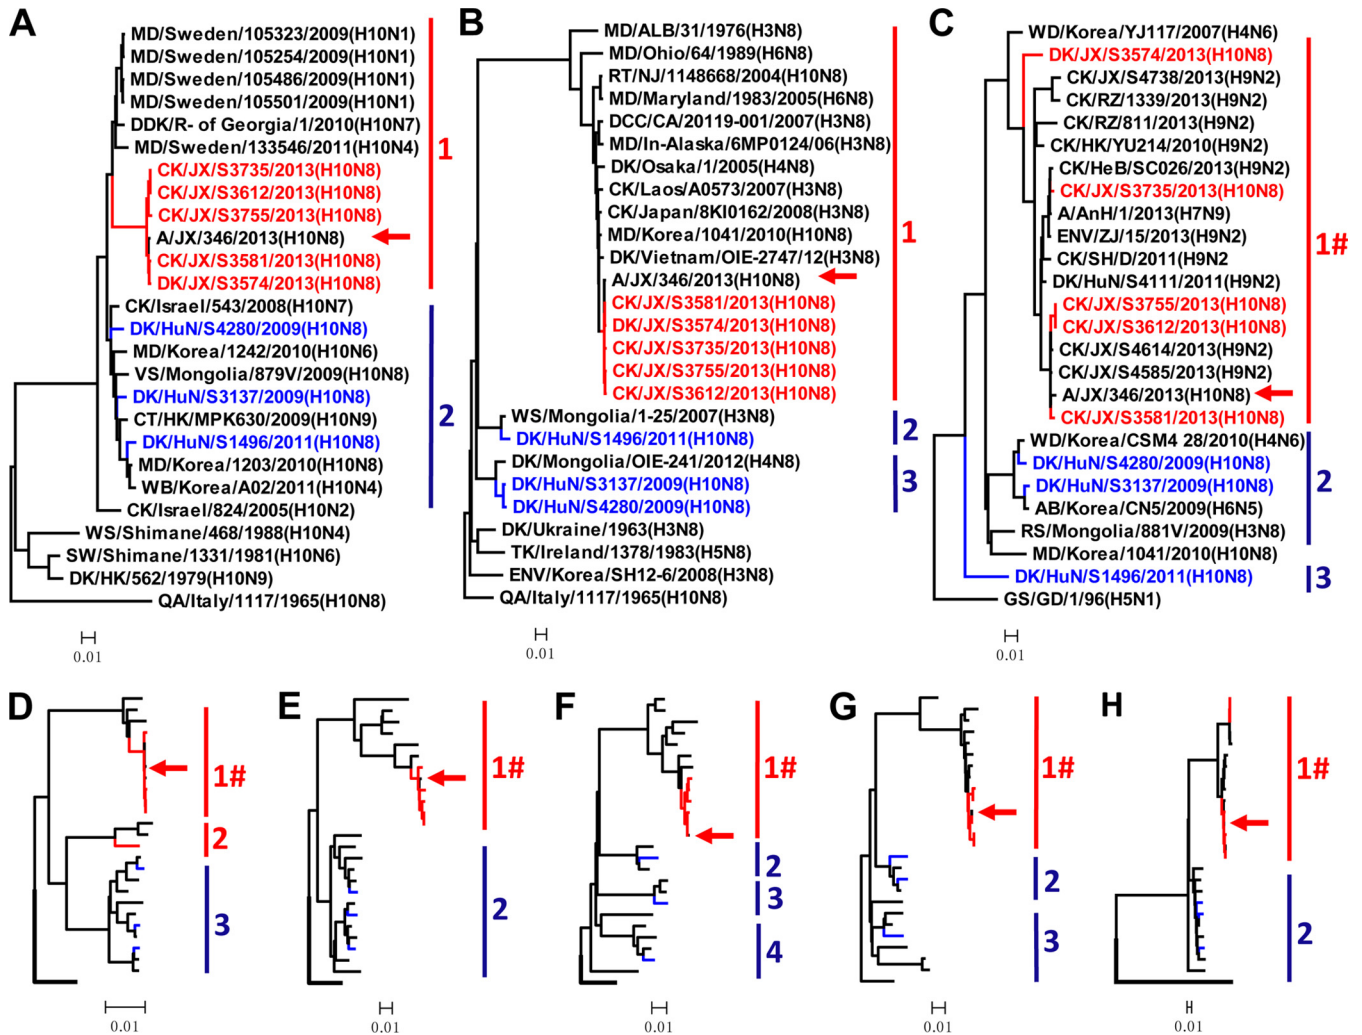 A
MD/Sweden/105323/2009(H10N1)
MD/Sweden/105254/2009(H10N1)
MD/Sweden/105486/2009(H10N1)
MD/Sweden/105501/2009(H10N1)
DDK/R- of Georgia/1/2010(H10N7)
MD/Sweden/133546/2011(H10N4)
CK/JX/S3735/2013(H10N8)
CK/JX/S3612/2013(H10N8)
CK/JX/S3755/2013(H10N8)
A/JX/346/2013(H10N8)
CK/JX/S3581/2013(H10N8)
DK/JX/S3574/2013(H10N8)
CK/Israel/543/2008(H10N7)
DK/HuN/S4280/2009(H10N8)
MD/Korea/1242/2010(H10N6)
VS/Mongolia/879V/2009(H10N8)
DK/HuN/S3137/2009(H10N8)
CT/HK/MPK630/2009(H10N9)
DK/HuN/S1496/2011(H10N8)
MD/Korea/1203/2010(H10N8)
WB/Korea/A02/2011(H10N4)
CK/Israel/824/2005(H10N2)
WS/Shimane/468/1988(H10N4)
SW/Shimane/1331/1981(H10N6)
DK/HK/562/1979(H10N9)
QA/Italy/1117/1965(H10N8)
1
2
0.01
B
MD/ALB/31/1976(H3N8)
MD/Ohio/64/1989(H6N8)
RT/NJ/1148668/2004(H10N8)
MD/Maryland/1983/2005(H6N8)
DCC/CA/20119-001/2007(H3N8)
MD/In-Alaska/6MP0124/06(H3N8)
DK/Osaka/1/2005(H4N8)
CK/Laos/A0573/2007(H3N8)
CK/Japan/8KI0162/2008(H3N8)
MD/Korea/1041/2010(H10N8)
DK/Vietnam/OIE-2747/12(H3N8)
A/JX/346/2013(H10N8)
CK/JX/S3581/2013(H10N8)
DK/JX/S3574/2013(H10N8)
CK/JX/S3735/2013(H10N8)
CK/JX/S3755/2013(H10N8)
CK/JX/S3612/2013(H10N8)
WS/Mongolia/1-25/2007(H3N8)
DK/HuN/S1496/2011(H10N8)
DK/Mongolia/OIE-241/2012(H4N8)
DK/HuN/S3137/2009(H10N8)
DK/HuN/S4280/2009(H10N8)
DK/Ukraine/1963(H3N8)
TK/Ireland/1378/1983(H5N8)
ENV/Korea/SH12-6/2008(H3N8)
QA/Italy/1117/1965(H10N8)
1
2
3
0.01
C
WD/Korea/YJ117/2007(H4N6)
DK/JX/S3574/2013(H10N8)
CK/JX/S4738/2013(H9N2)
CK/RZ/1339/2013(H9N2)
CK/RZ/811/2013(H9N2)
CK/HK/YU214/2010(H9N2)
CK/HeB/SC026/2013(H9N2)
CK/JX/S3735/2013(H10N8)
A/AnH/1/2013(H7N9)
ENV/ZJ/15/2013(H9N2)
CK/SH/D/2011(H9N2
DK/HuN/S4111/2011(H9N2)
CK/JX/S3755/2013(H10N8)
CK/JX/S3612/2013(H10N8)
CK/JX/S4614/2013(H9N2)
CK/JX/S4585/2013(H9N2)
A/JX/346/2013(H10N8)
CK/JX/S3581/2013(H10N8)
WD/Korea/CSM4 28/2010(H4N6)
DK/HuN/S4280/2009(H10N8)
DK/HuN/S3137/2009(H10N8)
AB/Korea/CN5/2009(H6N5)
RS/Mongolia/881V/2009(H3N8)
MD/Korea/1041/2010(H10N8)
DK/HuN/S1496/2011(H10N8)
GS/GD/1/96(H5N1)
1#
2
3
0.01
D
1#
2
3
0.01
E
1#
2
0.01
F
1#
2
3
4
0.01
G
1#
2
3
0.01
H
1#
2
0.01